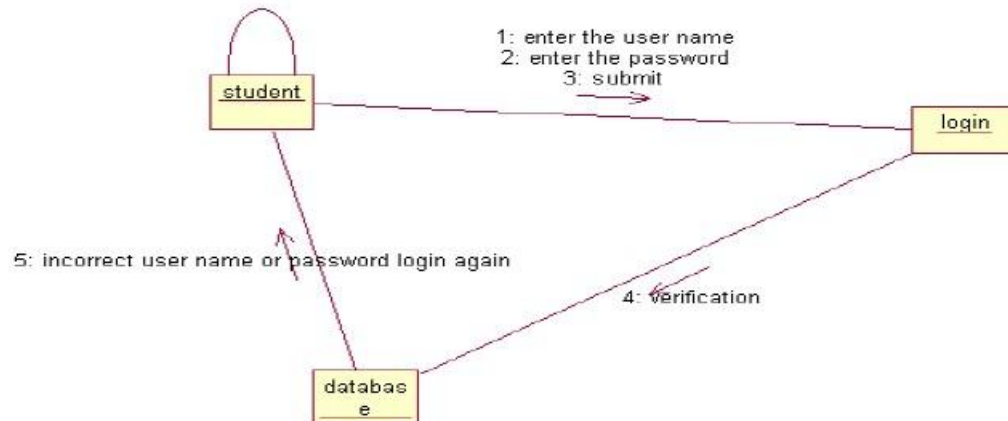 1: enter the user name
2: enter the password
3: submit
student
login
5: incorrect user name or password login again
4: verification
databas
e